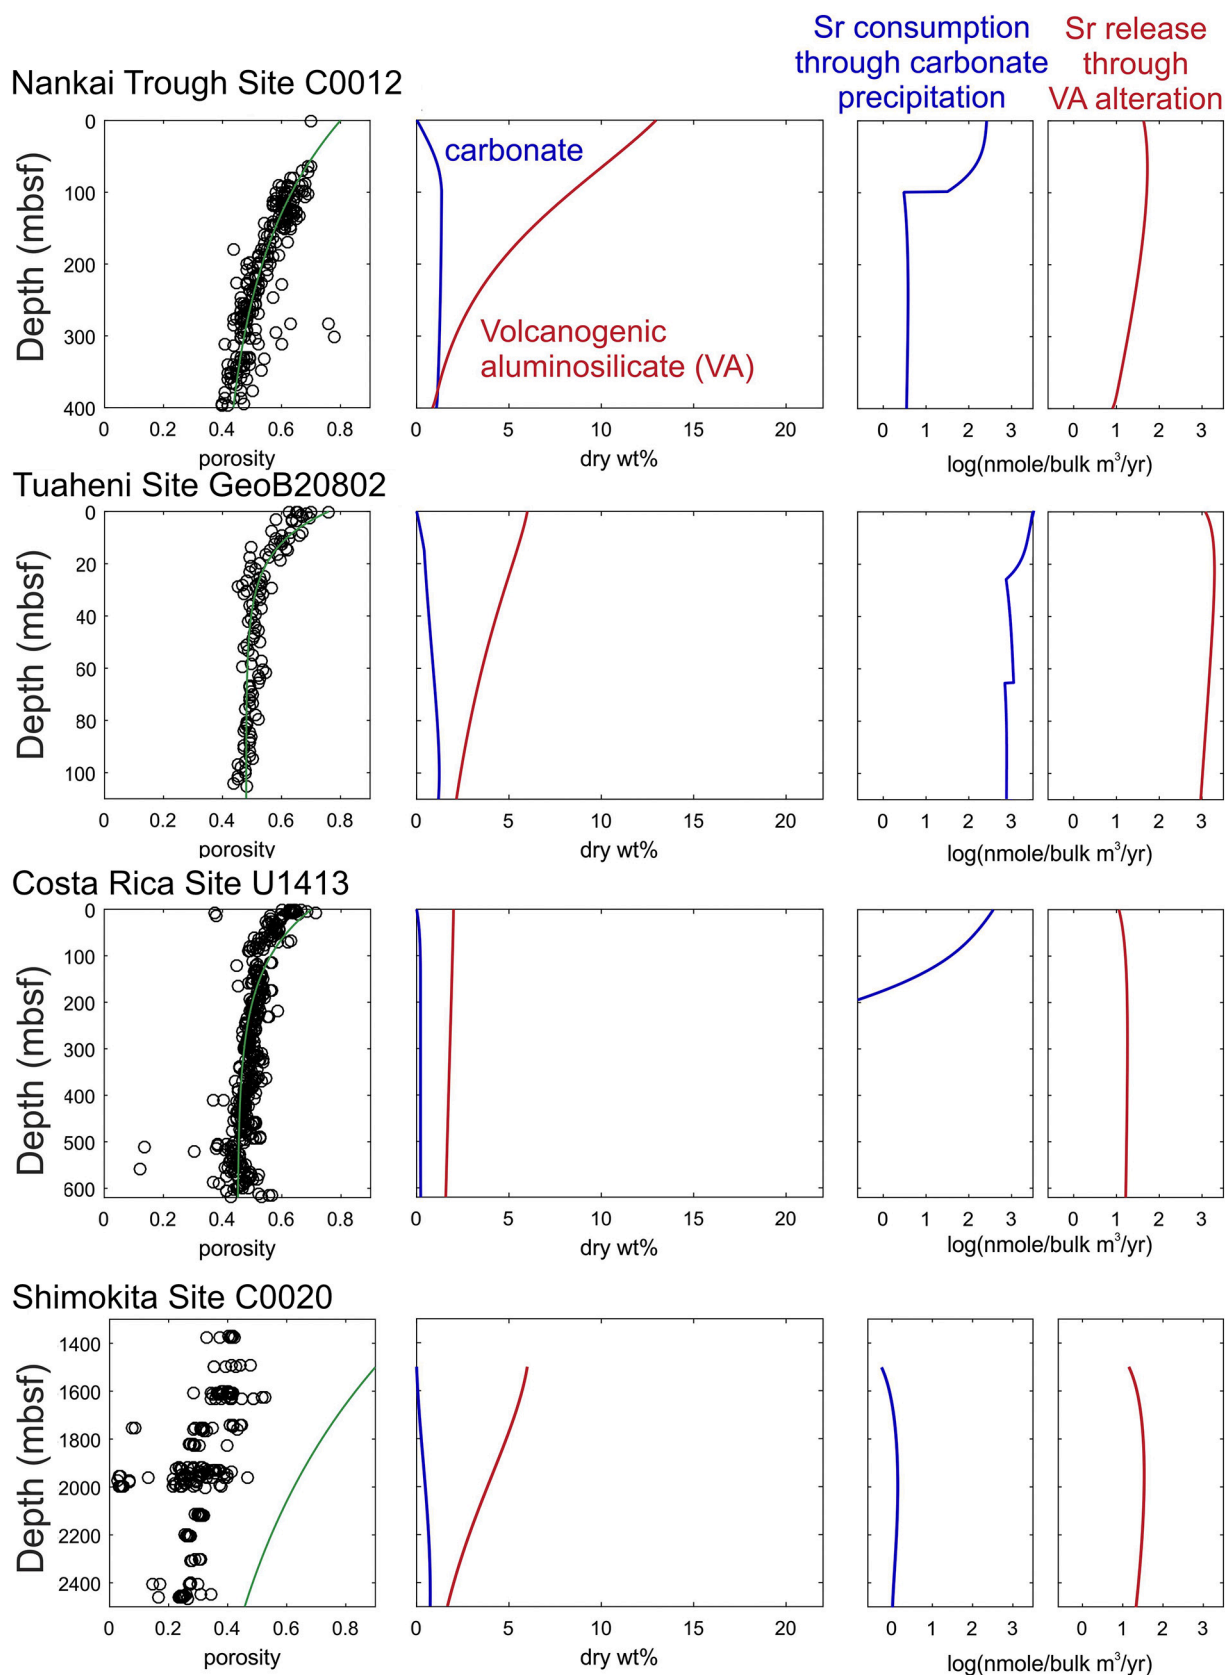 Sr consumption
through carbonate
precipitation
Sr release
through
VA alteration
Nankai Trough Site C0012
Depth (mbsf)
0
100
200
300
400
0 0.2 0.4 0.6 0.8
porosity
carbonate
Volcanogenic
aluminosilicate (VA)
0 5 10 15 20
dry wt%
0 1 2 3
0 1 2 3
log(nmole/bulk m³/yr)
Tuaheni Site GeoB20802
Depth (mbsf)
0
20
40
60
80
100
0 0.2 0.4 0.6 0.8
porosity
0 5 10 15 20
dry wt%
0 1 2 3
0 1 2 3
log(nmole/bulk m³/yr)
Costa Rica Site U1413
Depth (mbsf)
0
100
200
300
400
500
600
0 0.2 0.4 0.6 0.8
porosity
0 5 10 15 20
dry wt%
0 1 2 3
0 1 2 3
log(nmole/bulk m³/yr)
Shimokita Site C0020
Depth (mbsf)
1400
1600
1800
2000
2200
2400
0 0.2 0.4 0.6 0.8
porosity
0 5 10 15 20
dry wt%
0 1 2 3
0 1 2 3
log(nmole/bulk m³/yr)